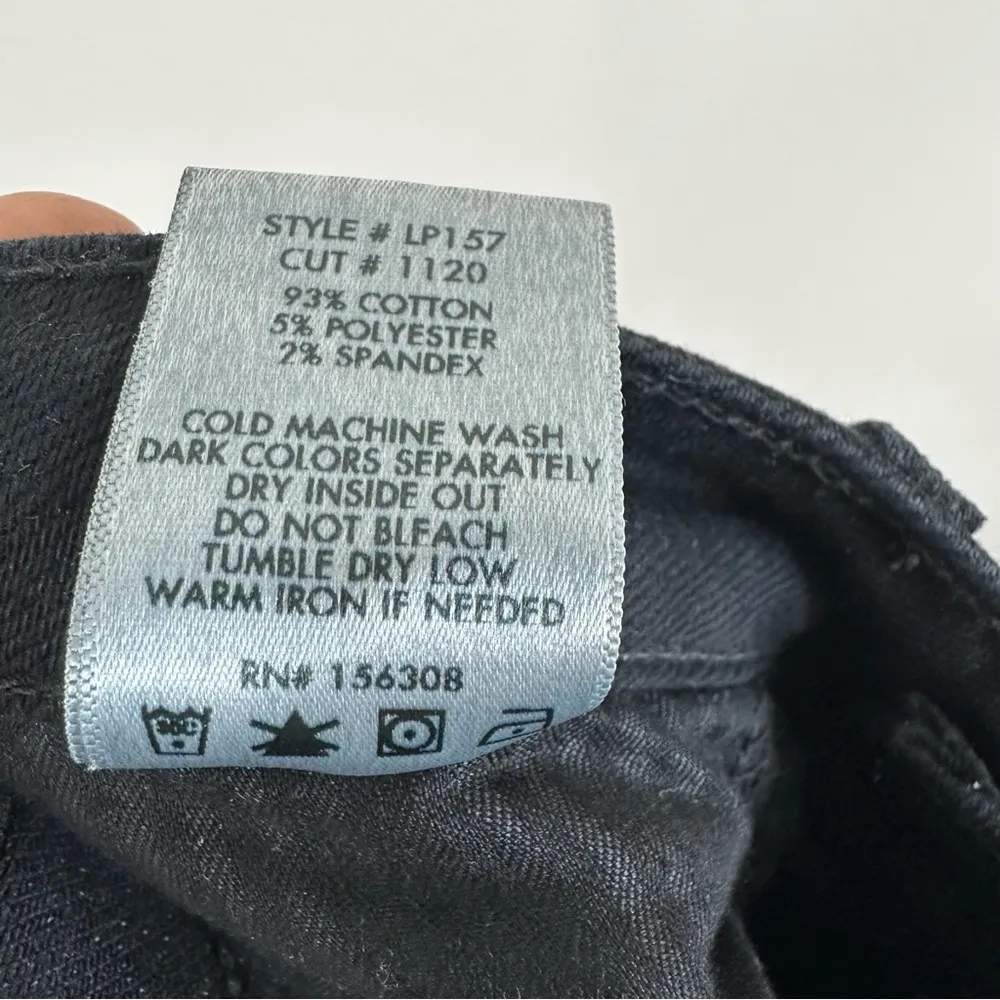 STYLE # LP157
CUT # 1120
93% COTTON
5% POLYESTER
2% SPANDEX
COLD MACHINE WASH
DARK COLORS SEPARATELY
DRY INSIDE OUT
DO NOT BLEACH
TUMBLE DRY LOW
WARM IRON IF NEEDED
RN# 156308